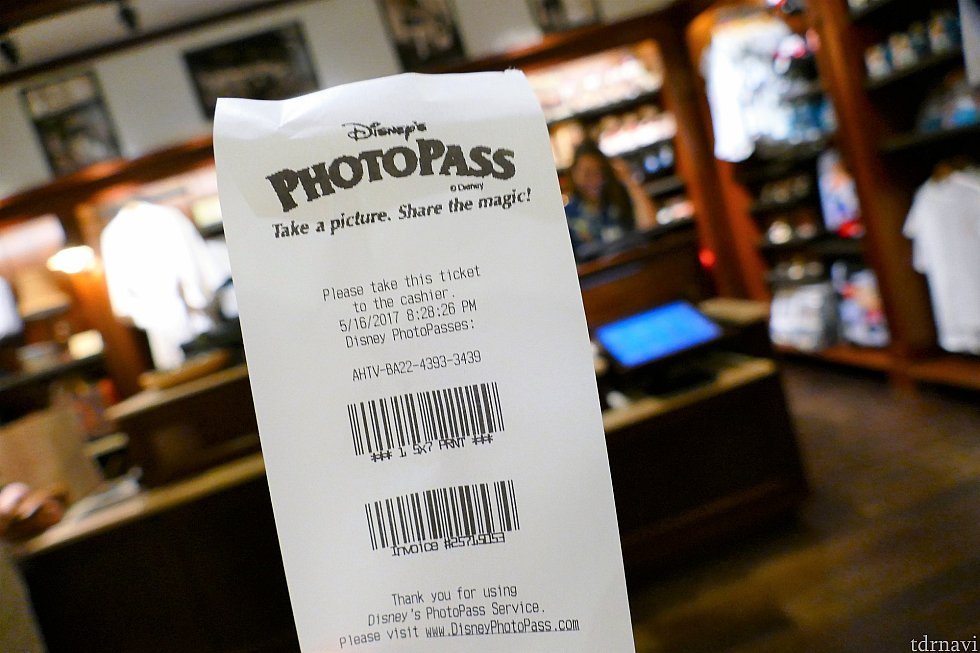 Disney's
PHOTOPASS
© Disney
Take a picture. Share the magic!
Please take this ticket
to the cashier.
5/16/2017 8:28:26 PM
Disney PhotoPasses:
AHTV-BA22-4393-3439
### 1 5X7 PRNT ###
Invoice #25719053
Thank you for using
Disney's PhotoPass Service.
Please visit www.DisneyPhotoPass.com
tdrnavi